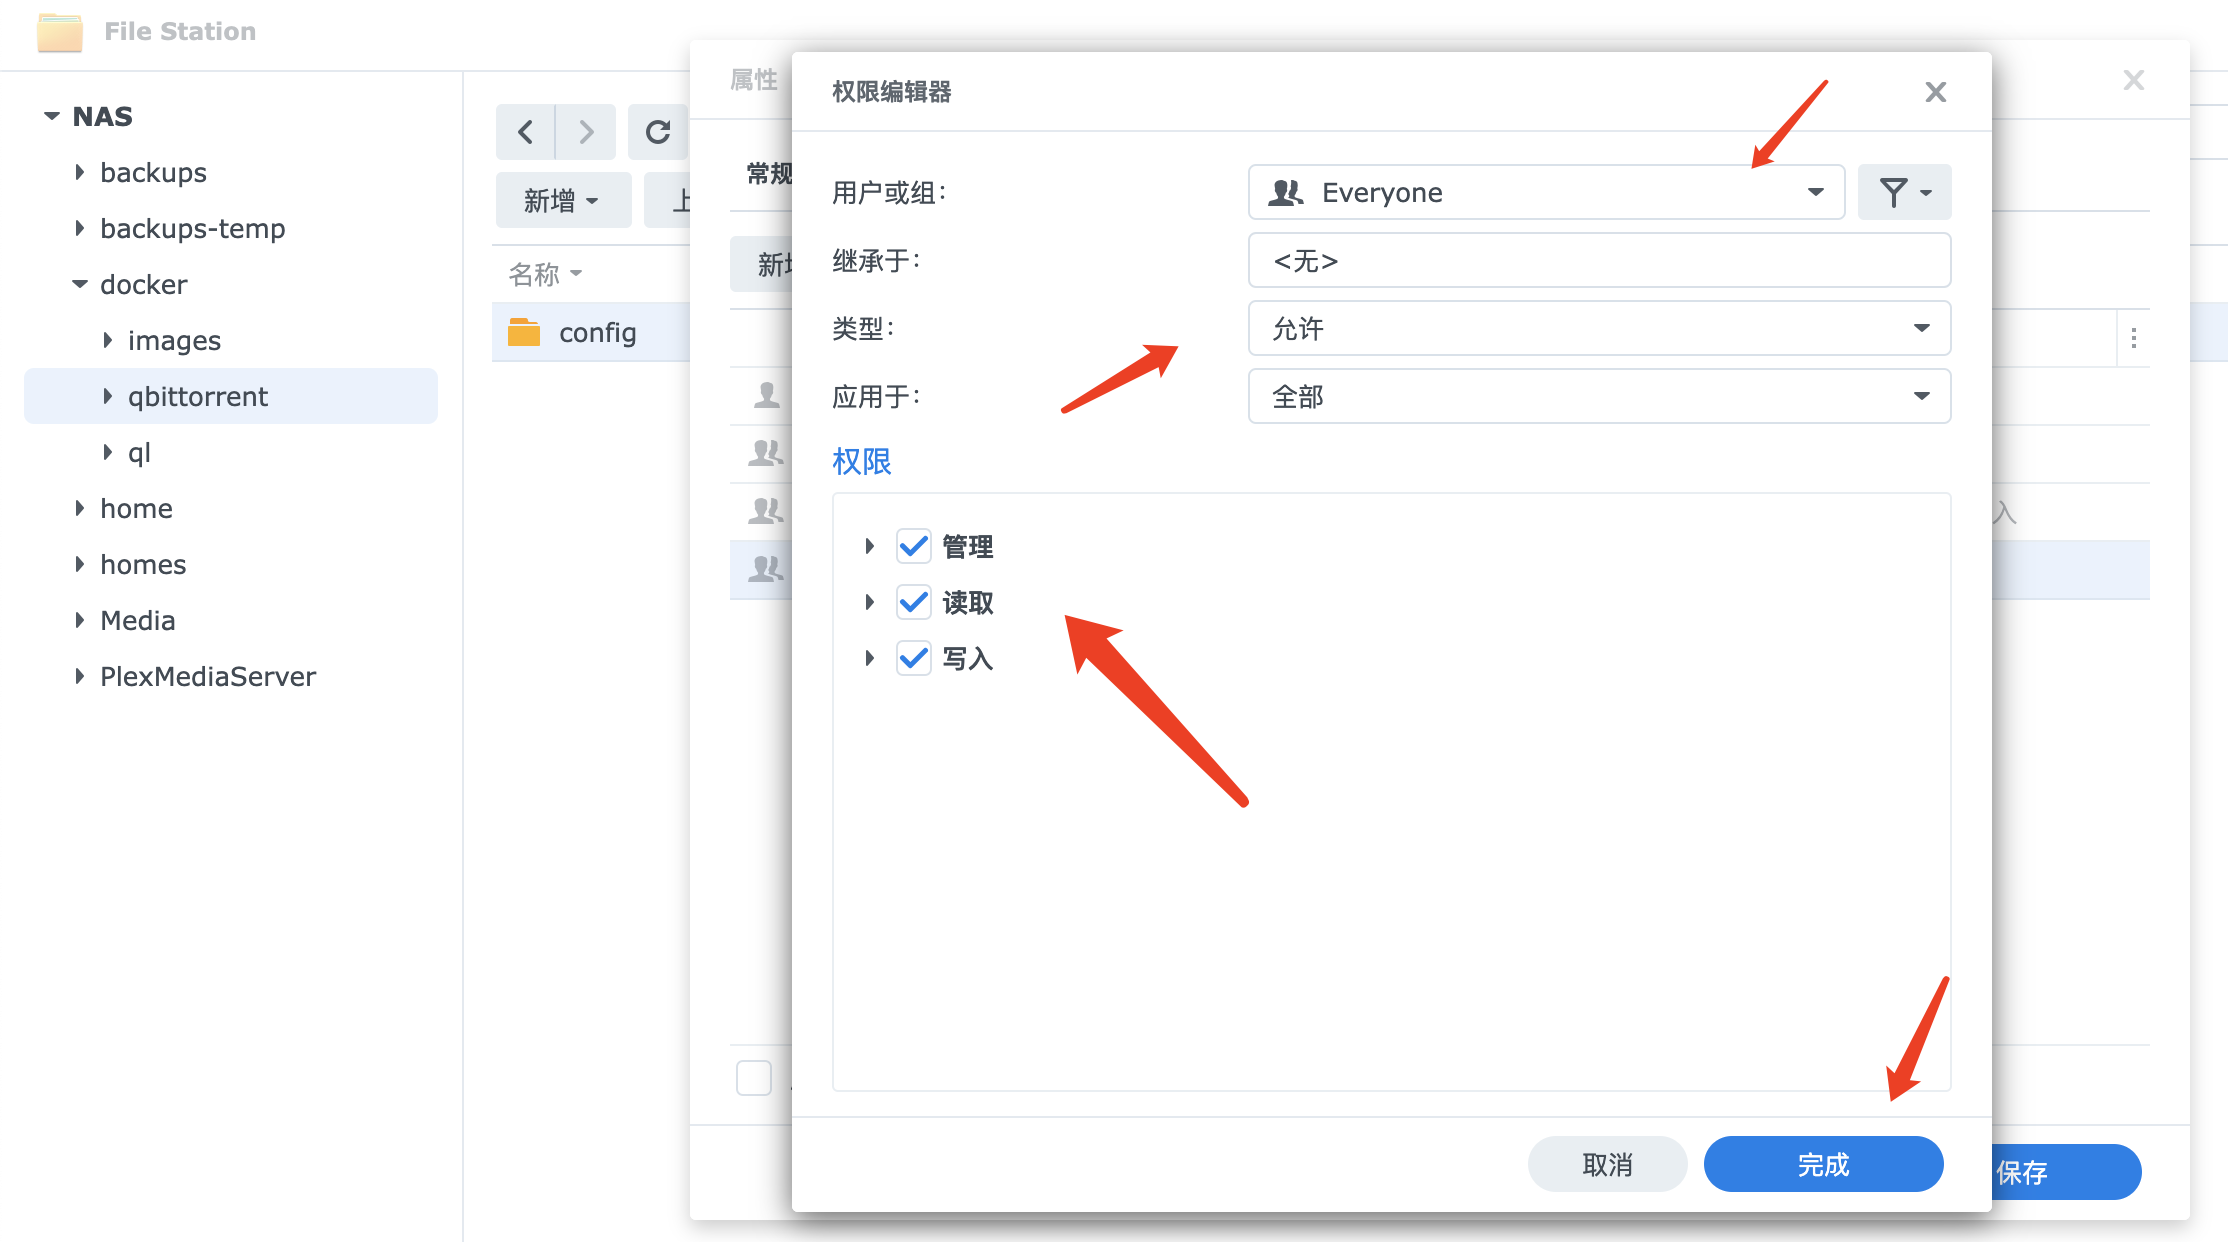 File Station
NAS
backups
backups-temp
docker
images
qbittorrent
ql
home
homes
Media
PlexMediaServer
新增
上
名称
config
属性
常规
新增
入
保存
权限编辑器
用户或组：
Everyone
继承于：
<无>
类型：
允许
应用于：
全部
权限
管理
读取
写入
取消
完成